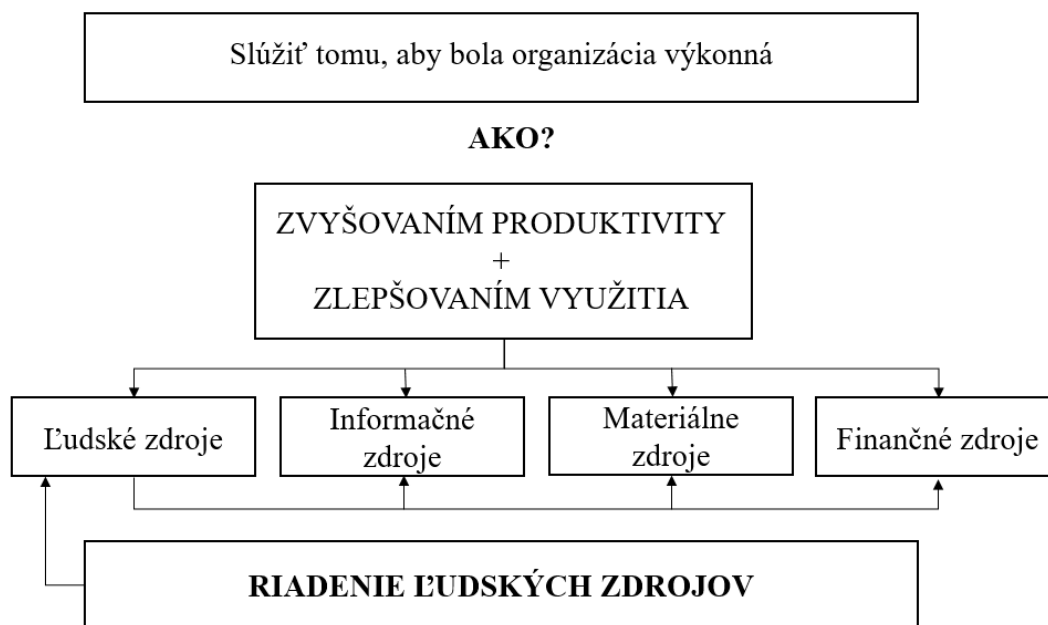 Slúžiť tomu, aby bola organizácia výkonná
AKO?
ZVYŠOVANÍM PRODUKTIVITY
+
ZLEPŠOVANÍM VYUŽITIA
Ľudské zdroje
Informačné
zdroje
Materiálne
zdroje
Finančné zdroje
RIADENIE ĽUDSKÝCH ZDROJOV